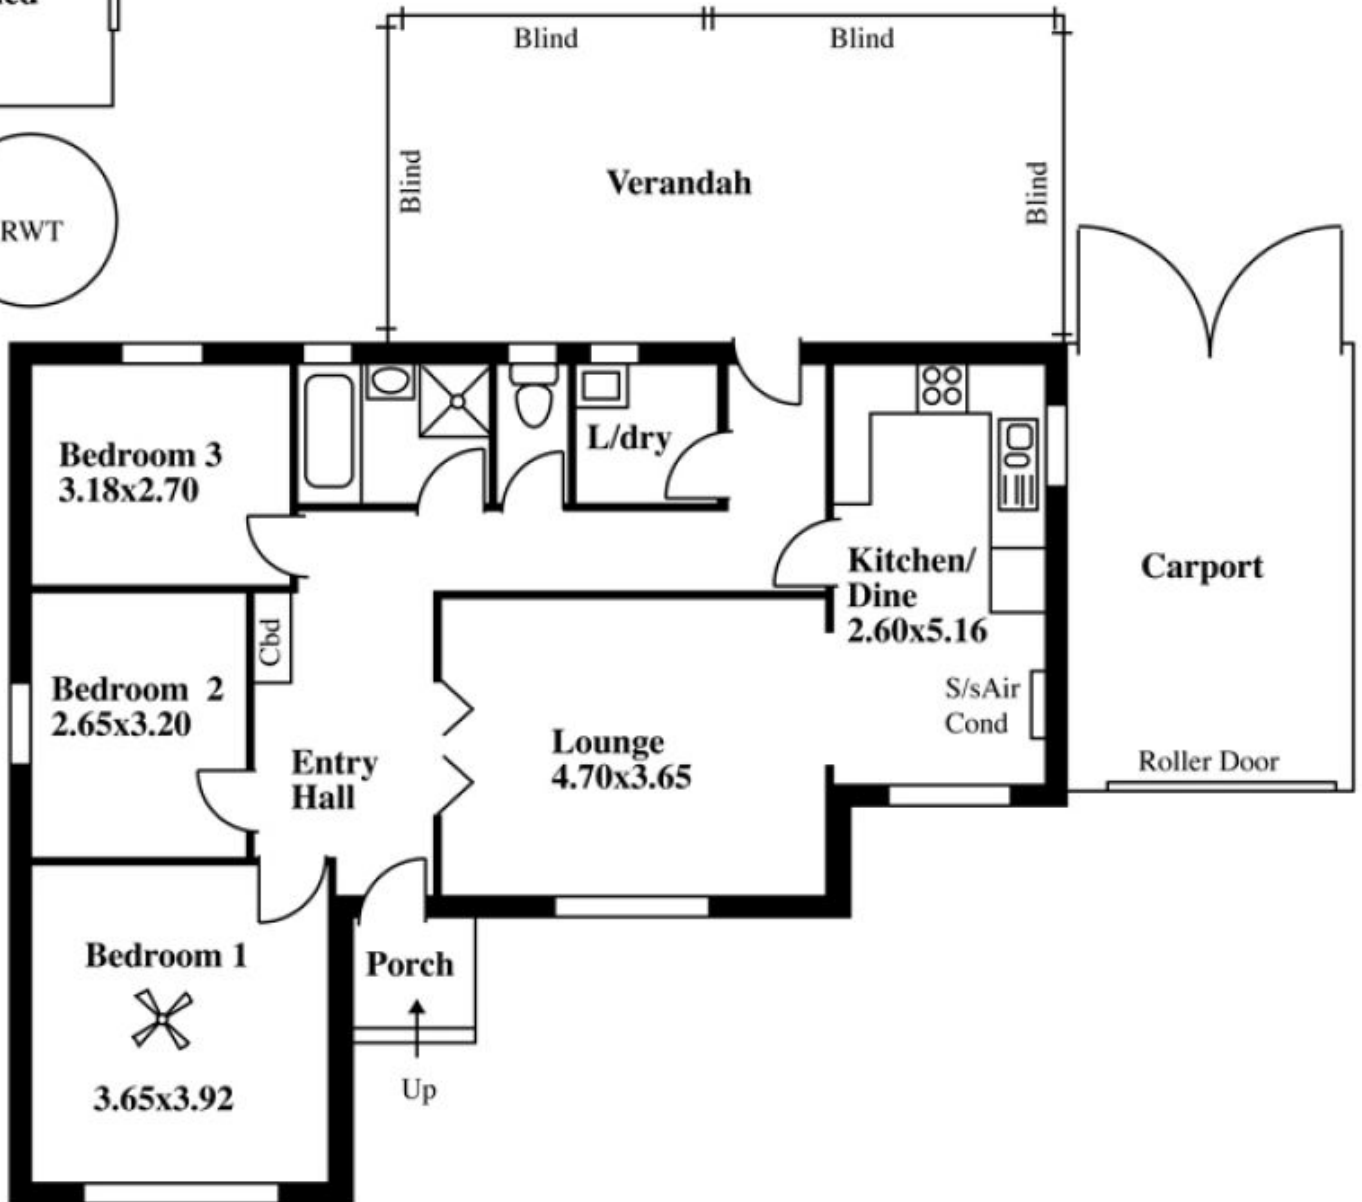 Blind
Blind
Blind
Verandah
Blind
RWT
L/dry
Bedroom 3
3.18x2.70
Kitchen/
Dine
2.60x5.16
Carport
Cbd
Bedroom 2
2.65x3.20
S/sAir
Cond
Lounge
4.70x3.65
Entry
Hall
Roller Door
Bedroom 1
Porch
3.65x3.92
Up